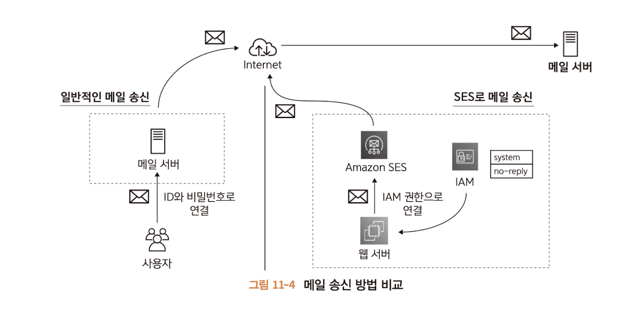 Internet
메일 서버
일반적인 메일 송신
SES로 메일 송신
메일 서버
ID와 비밀번호로
연결
사용자
Amazon SES
IAM
system
no-reply
IAM 권한으로
연결
웹 서버
그림 11-4 메일 송신 방법 비교